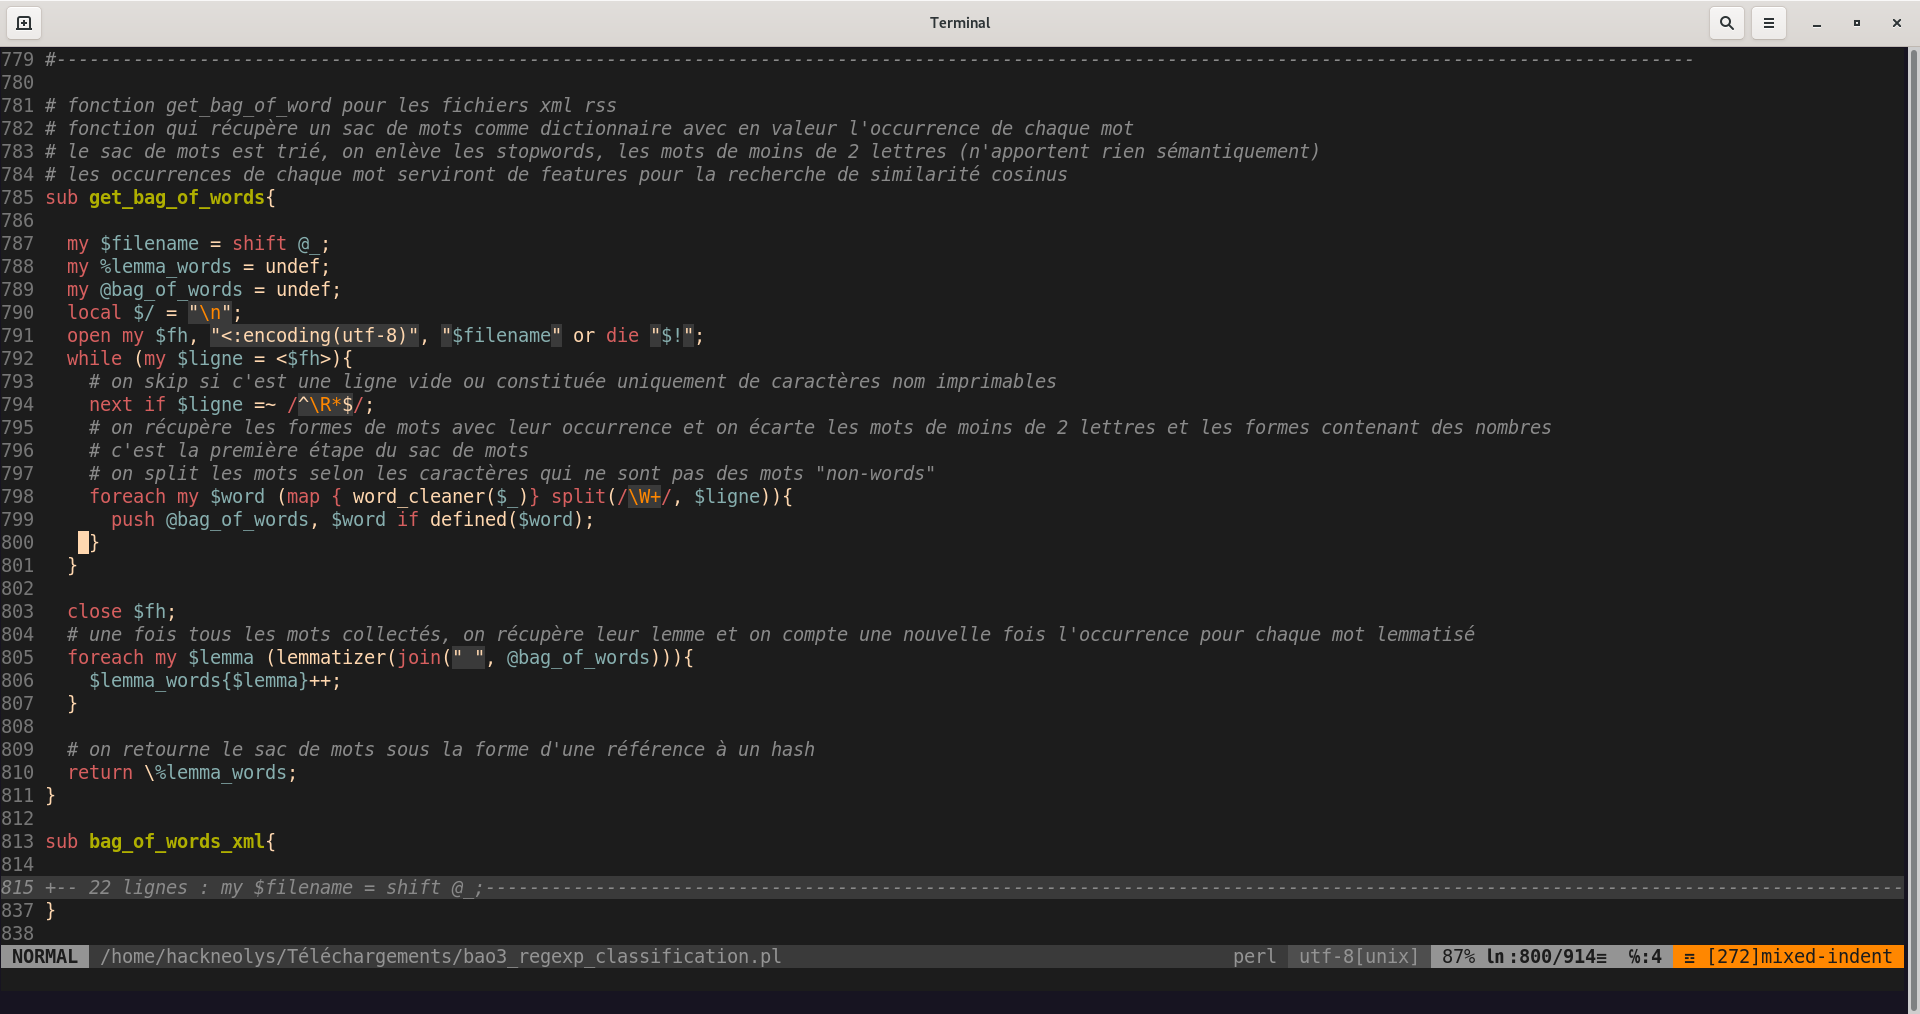 Terminal
779 #-----------------------------------------------------------------------------------------------------------------------------------------------------
780
781 # fonction get_bag_of_word pour les fichiers xml rss
782 # fonction qui récupère un sac de mots comme dictionnaire avec en valeur l'occurrence de chaque mot
783 # le sac de mots est trié, on enlève les stopwords, les mots de moins de 2 lettres (n'apportent rien sémantiquement)
784 # les occurrences de chaque mot serviront de features pour la recherche de similarité cosinus
785 sub get_bag_of_words{
786
787   my $filename = shift @_;
788   my %lemma_words = undef;
789   my @bag_of_words = undef;
790   local $/ = "\n";
791   open my $fh, "<:encoding(utf-8)", "$filename" or die "$!";
792   while (my $ligne = <$fh>){
793     # on skip si c'est une ligne vide ou constituée uniquement de caractères nom imprimables
794     next if $ligne =~ /^\R*$/;
795     # on récupère les formes de mots avec leur occurrence et on écarte les mots de moins de 2 lettres et les formes contenant des nombres
796     # c'est la première étape du sac de mots
797     # on split les mots selon les caractères qui ne sont pas des mots "non-words"
798     foreach my $word (map { word_cleaner($_)} split(/\W+/, $ligne)){
799       push @bag_of_words, $word if defined($word);
800     }
801   }
802
803   close $fh;
804   # une fois tous les mots collectés, on récupère leur lemme et on compte une nouvelle fois l'occurrence pour chaque mot lemmatisé
805   foreach my $lemma (lemmatizer(join(" ", @bag_of_words))){
806     $lemma_words{$lemma}++;
807   }
808
809   # on retourne le sac de mots sous la forme d'une référence à un hash
810   return \%lemma_words;
811 }
812
813 sub bag_of_words_xml{
814
815 +-- 22 lignes : my $filename = shift @_;---------------------------------------------------------------------------------------------------------------------------------
837 }
838
NORMAL /home/hackneolys/Téléchargements/bao3_regexp_classification.pl perl utf-8[unix] 87% ln:800/914≡ ℅:4 ☲ [272]mixed-indent